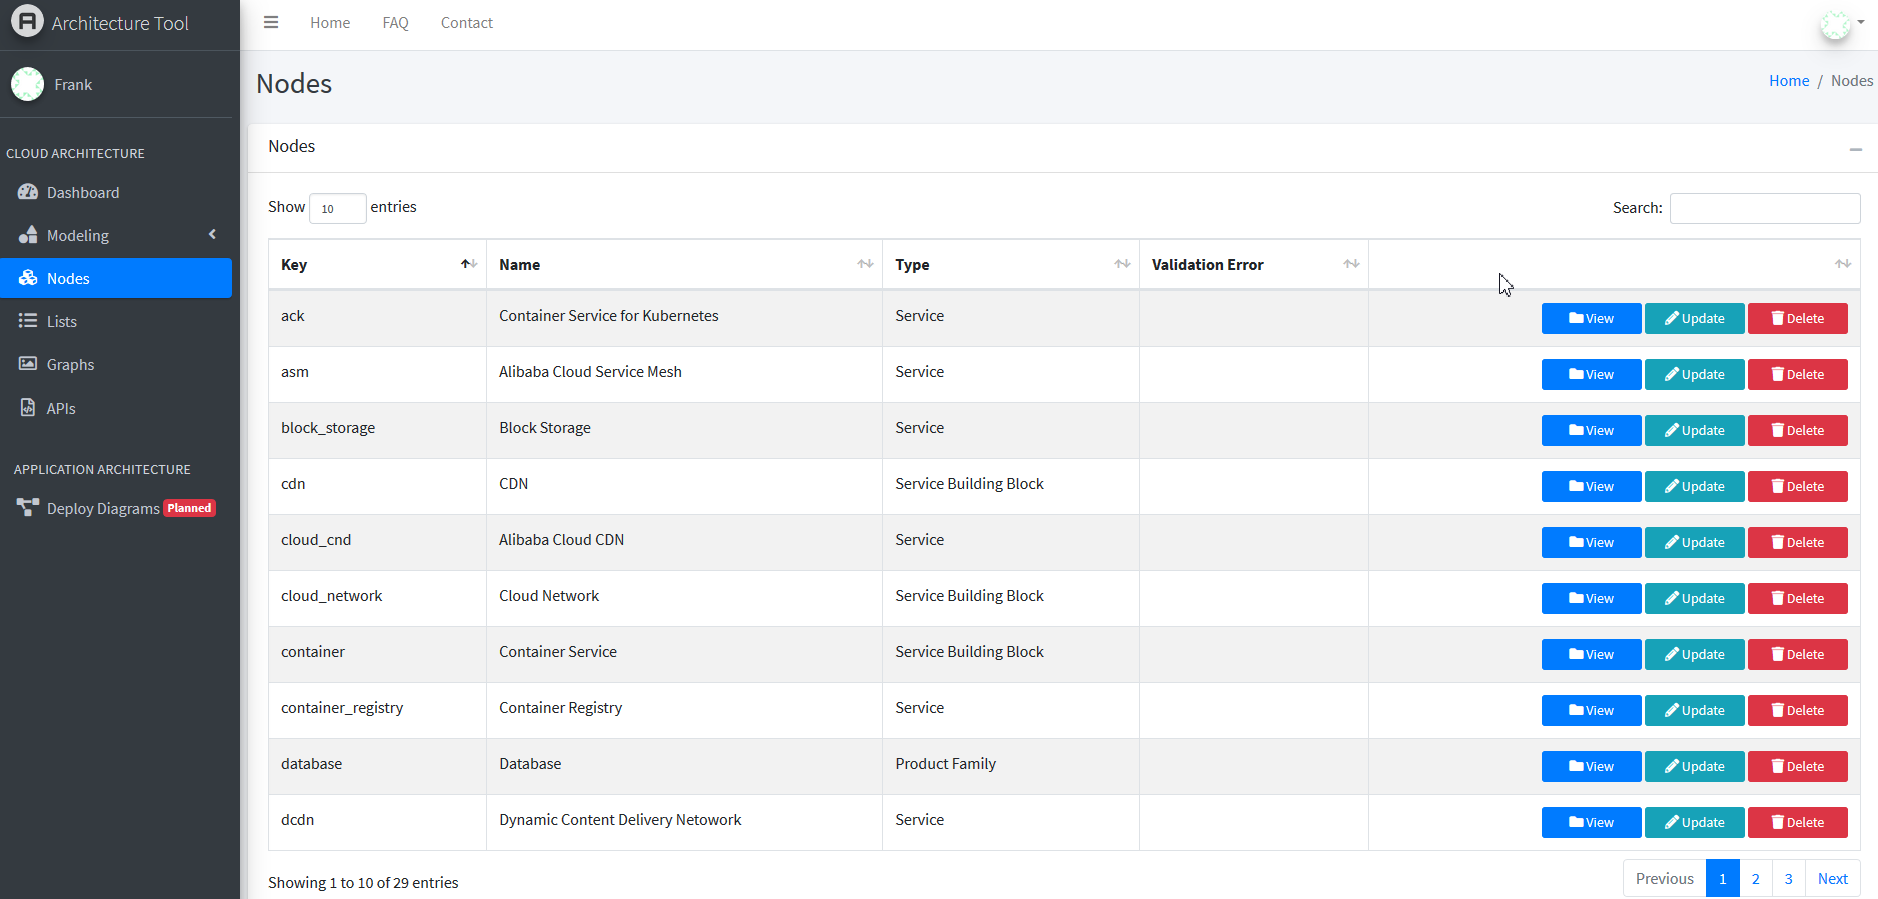 Architecture Tool
Home FAQ Contact
Frank
Nodes
Home / Nodes
CLOUD ARCHITECTURE
Dashboard
Modeling
Nodes
Lists
Graphs
APIs
APPLICATION ARCHITECTURE
Deploy Diagrams Planned
Nodes
Show 10 entries
Search:
Key Name Type Validation Error
ack Container Service for Kubernetes Service View Update Delete
asm Alibaba Cloud Service Mesh Service View Update Delete
block_storage Block Storage Service View Update Delete
cdn CDN Service Building Block View Update Delete
cloud_cnd Alibaba Cloud CDN Service View Update Delete
cloud_network Cloud Network Service Building Block View Update Delete
container Container Service Service Building Block View Update Delete
container_registry Container Registry Service View Update Delete
database Database Product Family View Update Delete
dcdn Dynamic Content Delivery Netowork Service View Update Delete
Showing 1 to 10 of 29 entries
Previous 1 2 3 Next